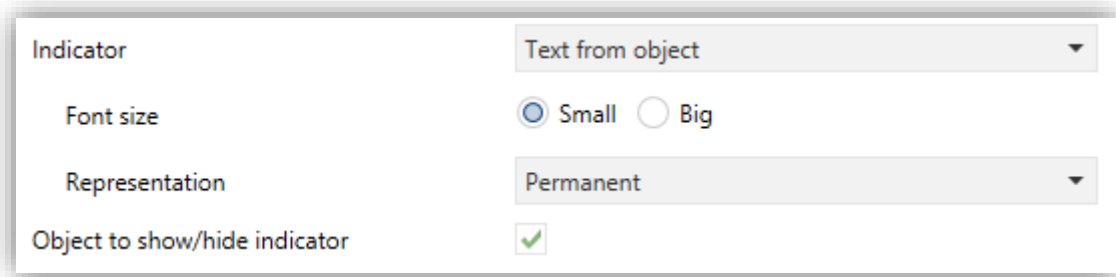 Indicator Text from object
Font size Small Big
Representation Permanent
Object to show/hide indicator